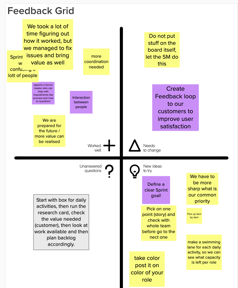 Feedback Grid
We took a lot of
time figuring out
how it worked, but
we managed to fix
issues and bring
value as well
Sprint
lott of people
more
coordination
needed
Interaction
between
people
We are
prepared for
the future /
more value can
be realised
Do not put
stuff on the
board itself,
let the SM do
this
Create
Feedback loop
to our
customers to
improve user
satisfaction
Worked
well
Needs
to change
Unanswered
questions
New ideas
to try
Start with box for daily
activities, then run the
research card, check
the value needed
(customer), then look at
work available and then
plan backlog
accordingly.
Define a
clear Sprint
goal
Pick on one
point (story) and check
with whole
team before
go to the
next one
take color
post it on
color of your
role
We have to
be more
sharp what is
our common
priority
make a swimming
lane for each daily
activity, so we can
see what capacity
is left per role